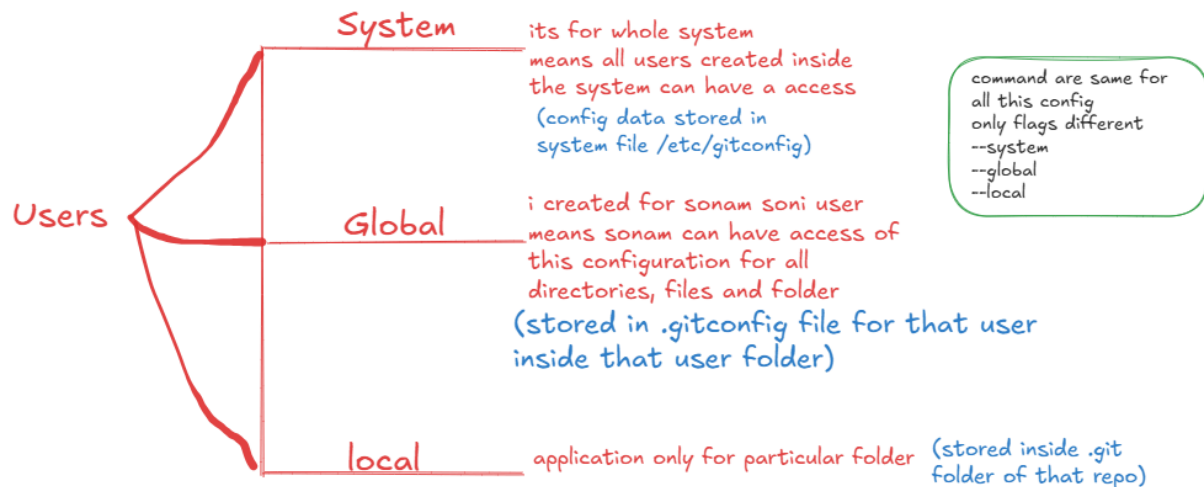 System
its for whole system
means all users created inside
the system can have a access
(config data stored in
system file /etc/gitconfig)
command are same for
all this config
only flags different
--system
--global
--local
Users
Global
i created for sonam soni user
means sonam can have access of
this configuration for all
directories, files and folder
(stored in .gitconfig file for that user
inside that user folder)
local
application only for particular folder
(stored inside .git
folder of that repo)